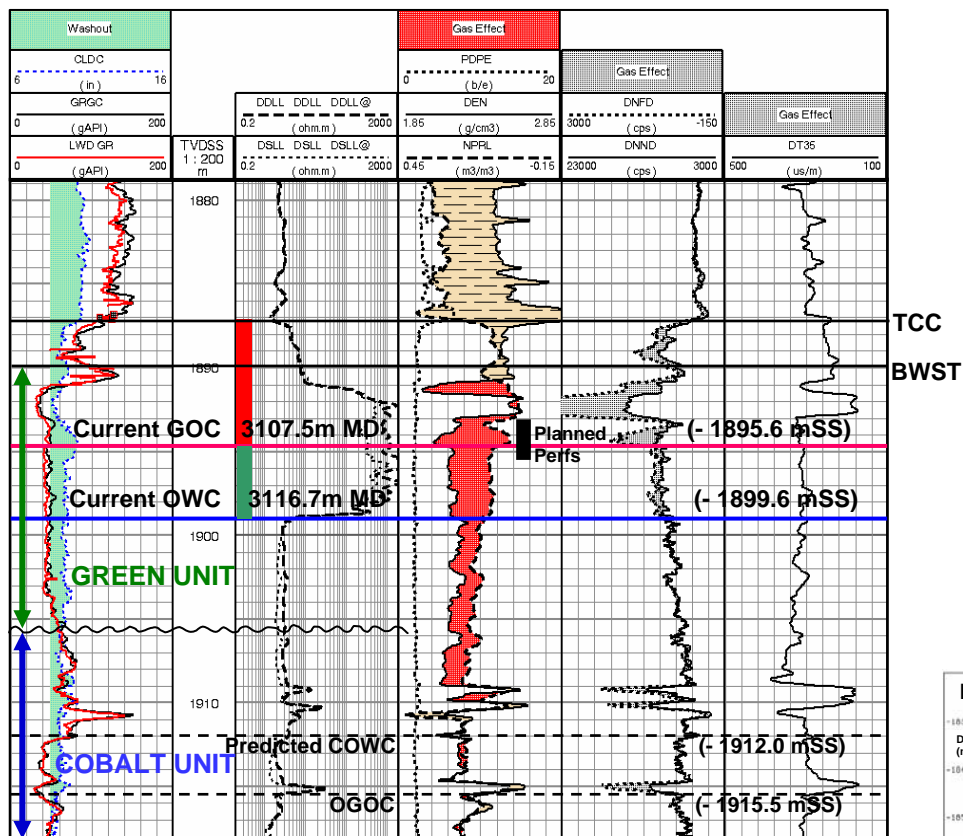 Washout
Gas Effect
CLDC
6 16
(in)
PDPE
0 20
(b/e)
Gas Effect
GRGC
0 200
(gAPI)
DDLL DDLL DDLL@
0.2 2000
(ohm.m)
DEN
1.85 2.85
(g/cm3)
DNFD
3000 -150
(cps)
Gas Effect
LWD GR
0 200
(gAPI)
TVDSS
1 : 200
m
DSLL DSLL DSLL@
0.2 2000
(ohm.m)
NPRL
0.45 -0.15
(m3/m3)
DNND
23000 3000
(cps)
DT35
500 100
(us/m)
1880
TCC
1890
BWST
Current GOC 3107.5m MD (- 1895.6 mSS)
Planned
Perfs
Current OWC 3116.7m MD (- 1899.6 mSS)
1900
GREEN UNIT
1910
Predicted COWC (- 1912.0 mSS)
COBALT UNIT
OGOC (- 1915.5 mSS)